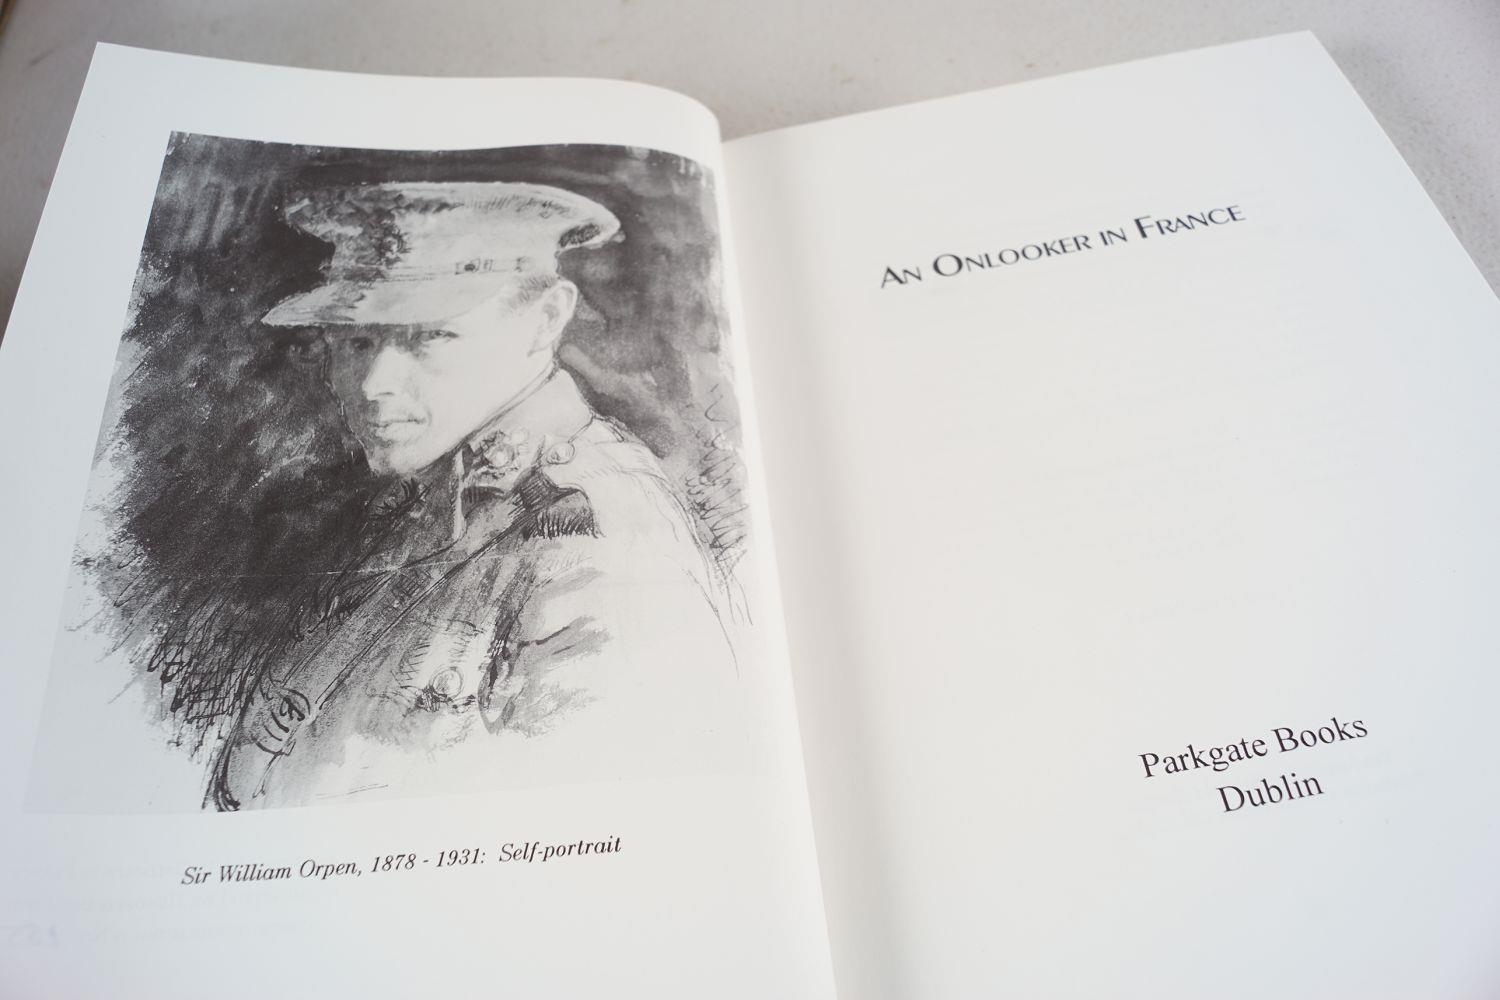 Sir William Orpen, 1878 - 1931: Self-portrait
AN ONLOOKER IN FRANCE
Parkgate Books
Dublin